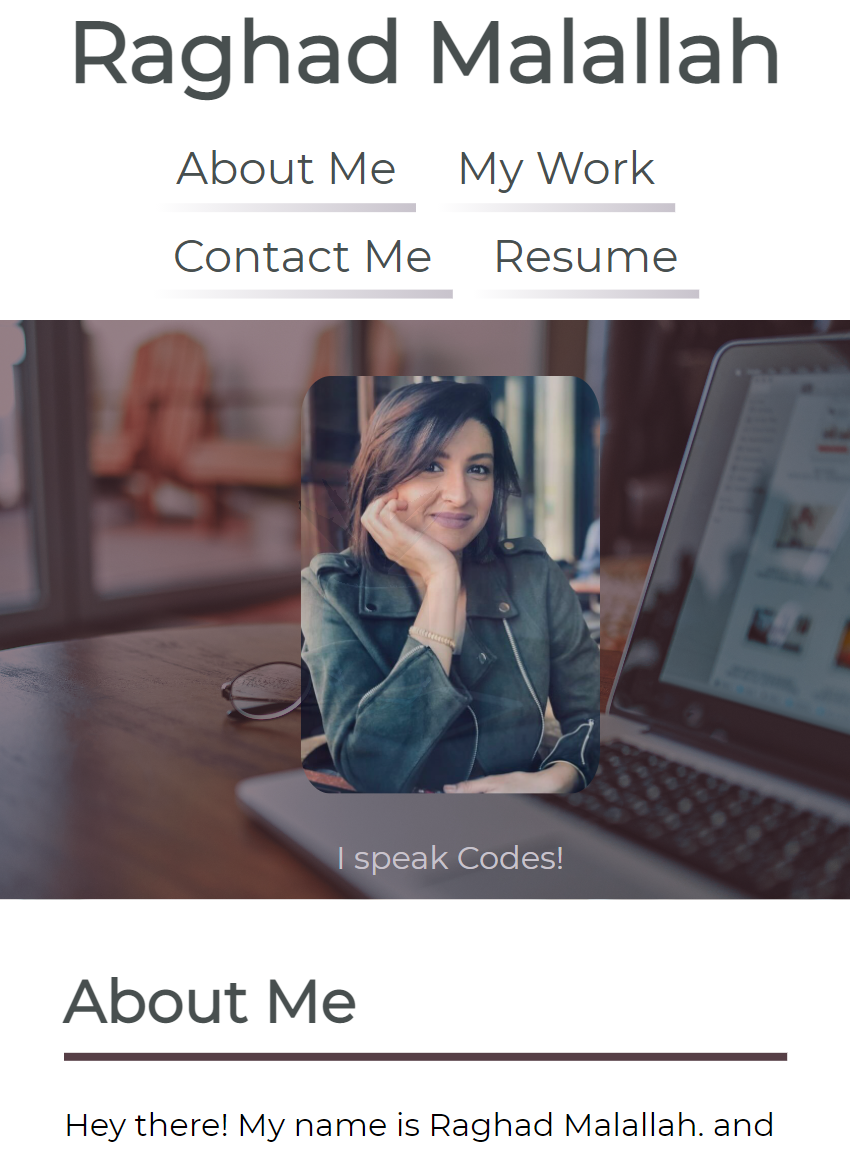 Raghad Malallah
About Me My Work
Contact Me Resume
I speak Codes!
About Me
Hey there! My name is Raghad Malallah. and